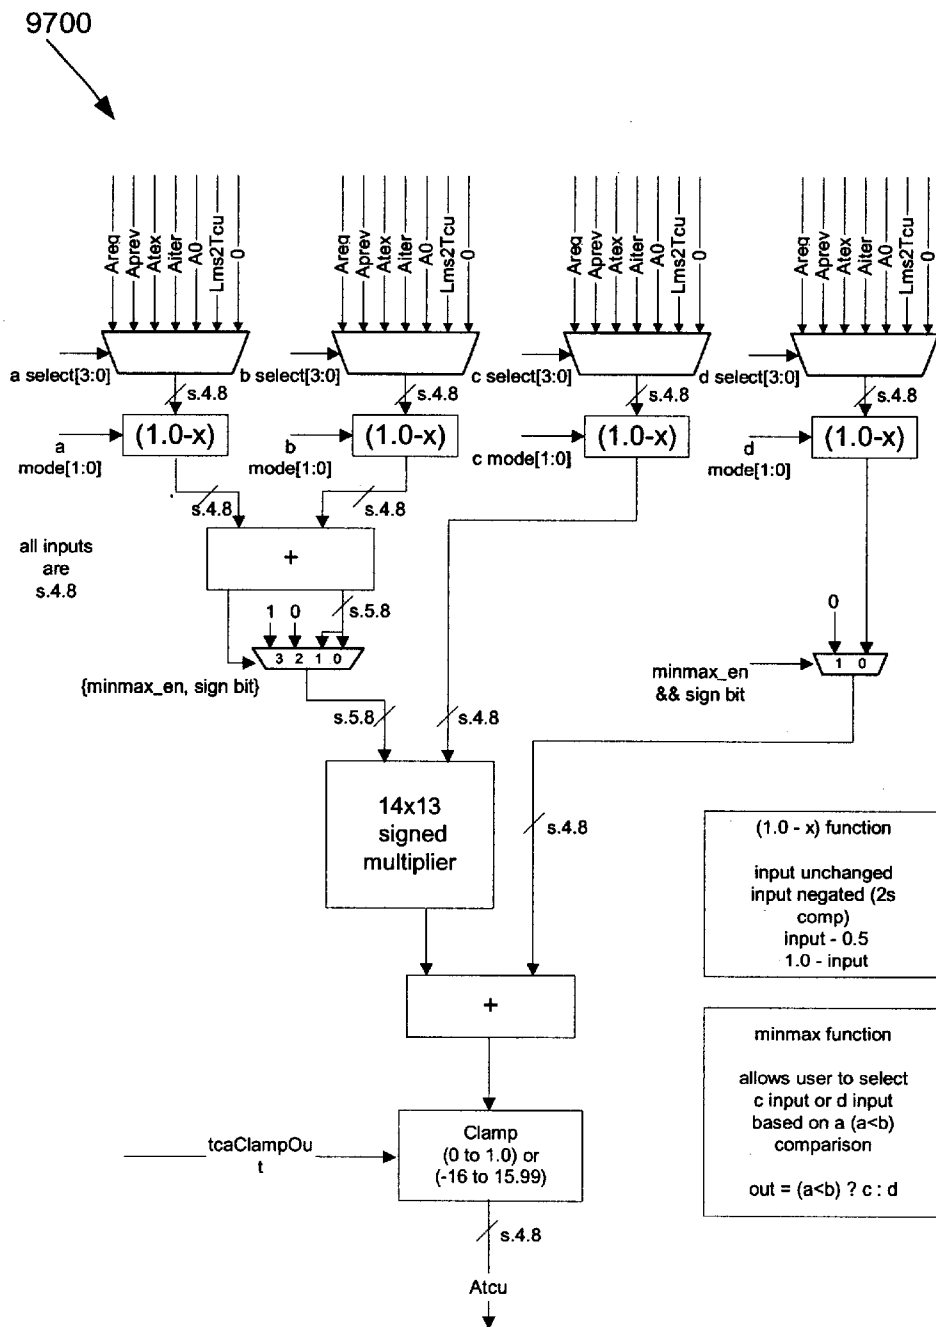 9700
Areq
Aprev
Atex
Aiter
A0
Lms2Tcu
0
Areq
Aprev
Atex
Aiter
A0
Lms2Tcu
0
Areq
Aprev
Atex
Aiter
A0
Lms2Tcu
0
Areq
Aprev
Atex
Aiter
A0
Lms2Tcu
0
a select[3:0]
b select[3:0]
c select[3:0]
d select[3:0]
s.4.8
s.4.8
s.4.8
s.4.8
(1.0-x)
(1.0-x)
(1.0-x)
(1.0-x)
a
mode[1:0]
b
mode[1:0]
c mode[1:0]
d
mode[1:0]
s.4.8
s.4.8
all inputs
are
s.4.8
+
1 0
s.5.8
3 2 1 0
{minmax_en, sign bit}
0
1 0
minmax_en
&& sign bit
s.5.8
s.4.8
14x13
signed
multiplier
s.4.8
(1.0 - x) function
input unchanged
input negated (2s
comp)
input - 0.5
1.0 - input
+
minmax function
allows user to select
c input or d input
based on a (a<b)
comparison
out = (a<b) ? c : d
tcaClampOu
t
Clamp
(0 to 1.0) or
(-16 to 15.99)
s.4.8
Atcu